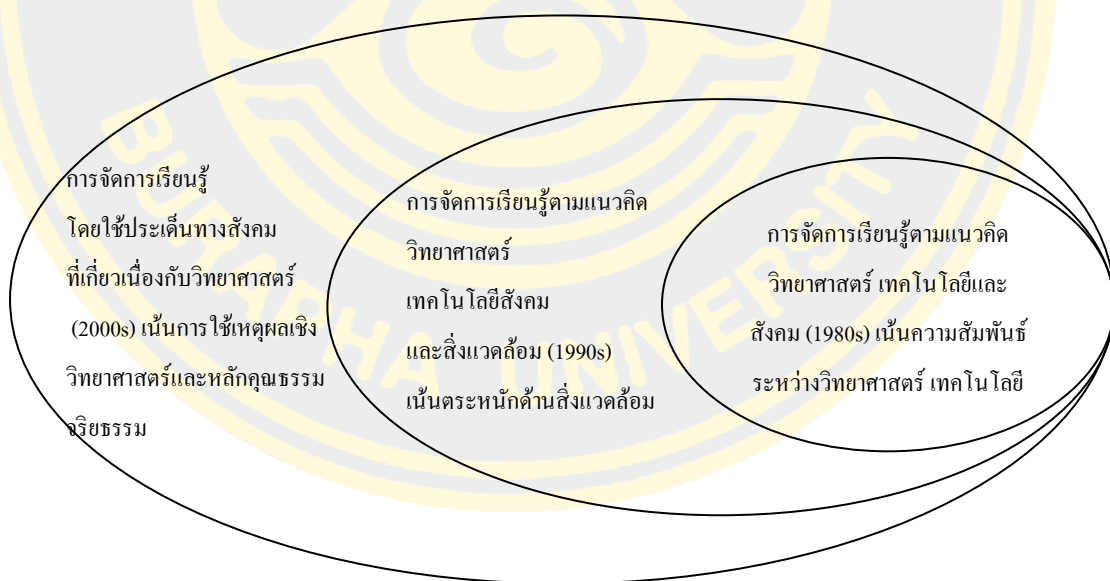 การจัดการเรียนรู้
โดยใช้ประเด็นทางสังคม
ที่เกี่ยวเนื่องกับวิทยาศาสตร์
(2000s) เน้นการใช้เหตุผลเชิง
วิทยาศาสตร์และหลักคุณธรรม
จริยธรรม
การจัดการเรียนรู้ตามแนวคิด
วิทยาศาสตร์
เทคโนโลยีสังคม
และสิ่งแวดล้อม (1990s)
เน้นตระหนักด้านสิ่งแวดล้อม
การจัดการเรียนรู้ตามแนวคิด
วิทยาศาสตร์ เทคโนโลยีและ
สังคม (1980s) เน้นความสัมพันธ์
ระหว่างวิทยาศาสตร์ เทคโนโลยี
BURAPHA UNIVERSITY